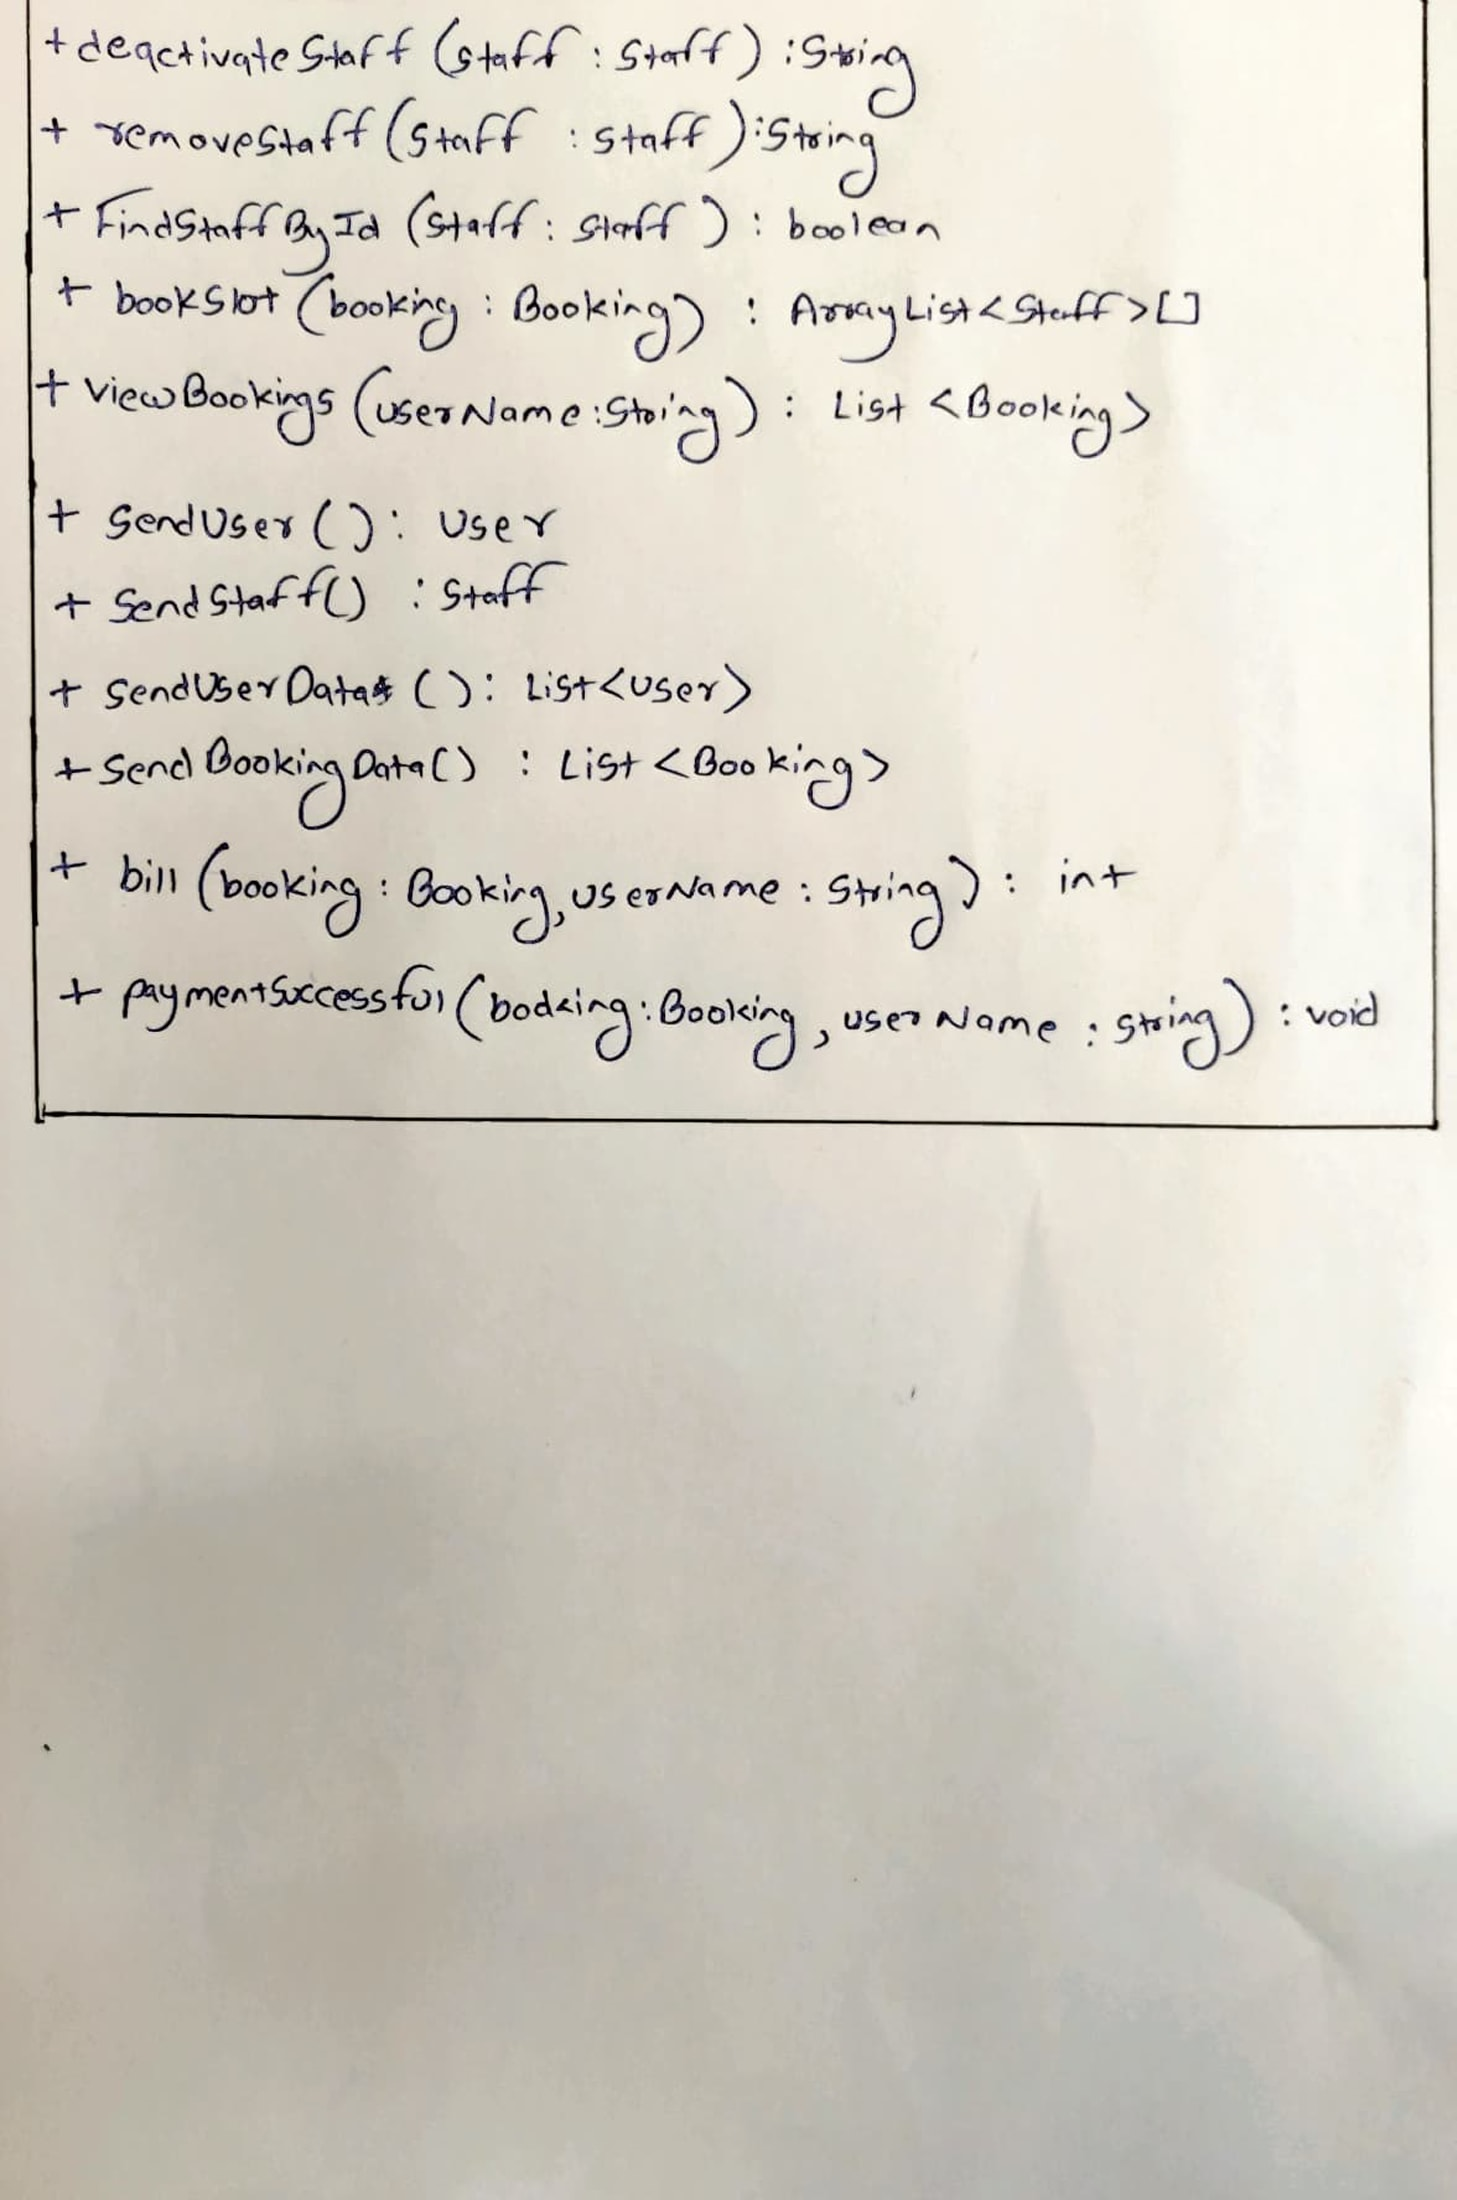 + deactivateStaff (staff : Staff) : String
+ removeStaff (Staff : staff) : String
+ FindStaffById (Staff : Staff) : boolean
+ bookSlot (booking : Booking) : ArrayList<Staff>[]
+ viewBookings (userName : String) : List <Booking>
+ SendUser () : User
+ SendStaff() : Staff
+ SendUserData () : List<User>
+ Send BookingData() : List <Booking>
+ bill (booking : Booking, userName : String) : int
+ paymentSuccessful (booking : Booking, userName : String) : void